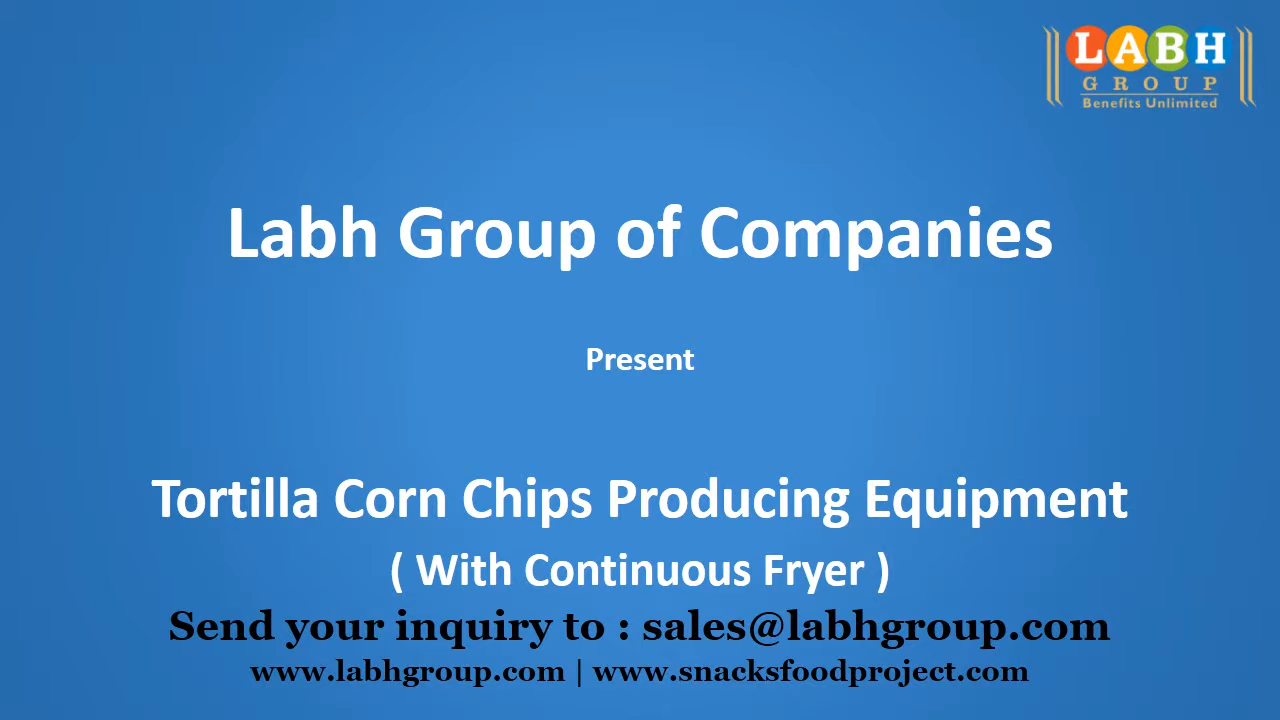 LABH
GROUP
Benefits Unlimited
Labh Group of Companies
Present
Tortilla Corn Chips Producing Equipment
( With Continuous Fryer )
Send your inquiry to : sales@labhgroup.com
www.labhgroup.com | www.snacksfoodproject.com